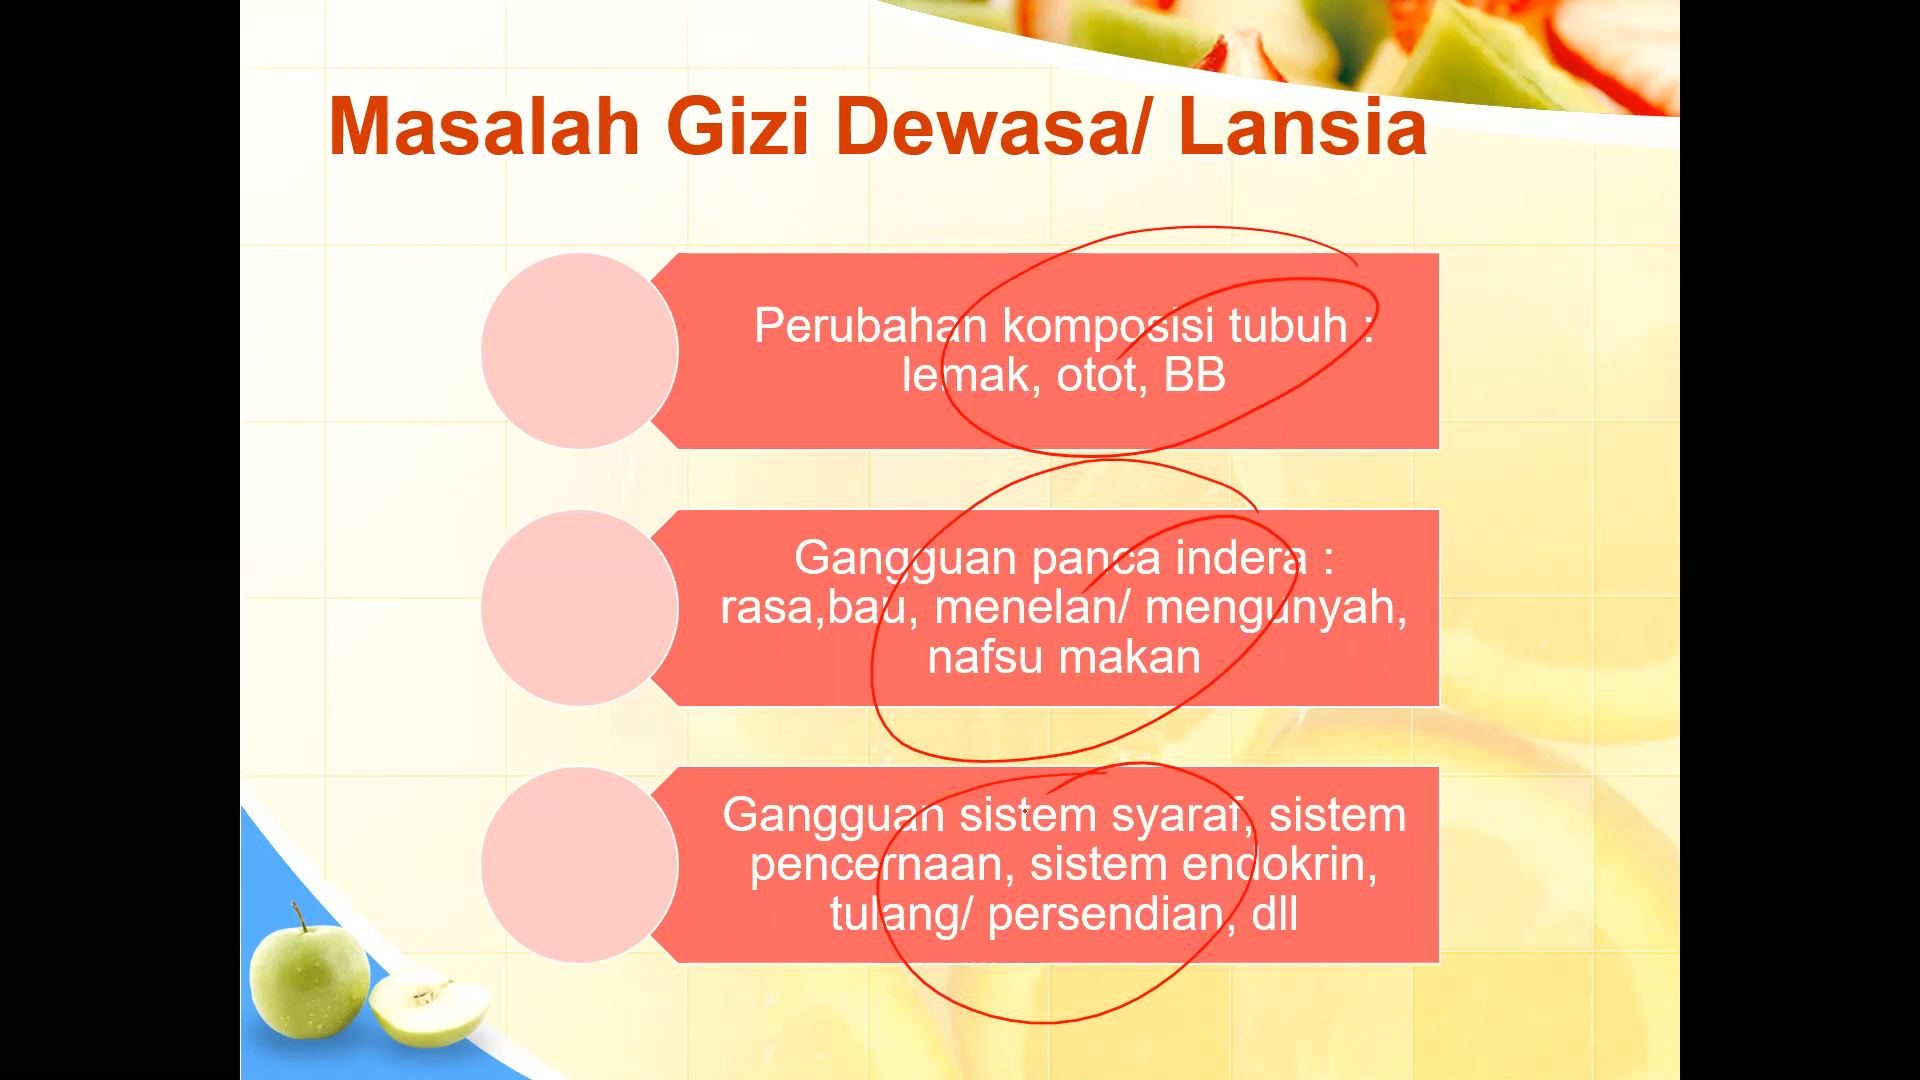 Masalah Gizi Dewasa/ Lansia
Perubahan komposisi tubuh :
lemak, otot, BB
Gangguan panca indera :
rasa,bau, menelan/ mengunyah,
nafsu makan
Gangguan sistem syaraf, sistem
pencernaan, sistem endokrin,
tulang/ persendian, dll